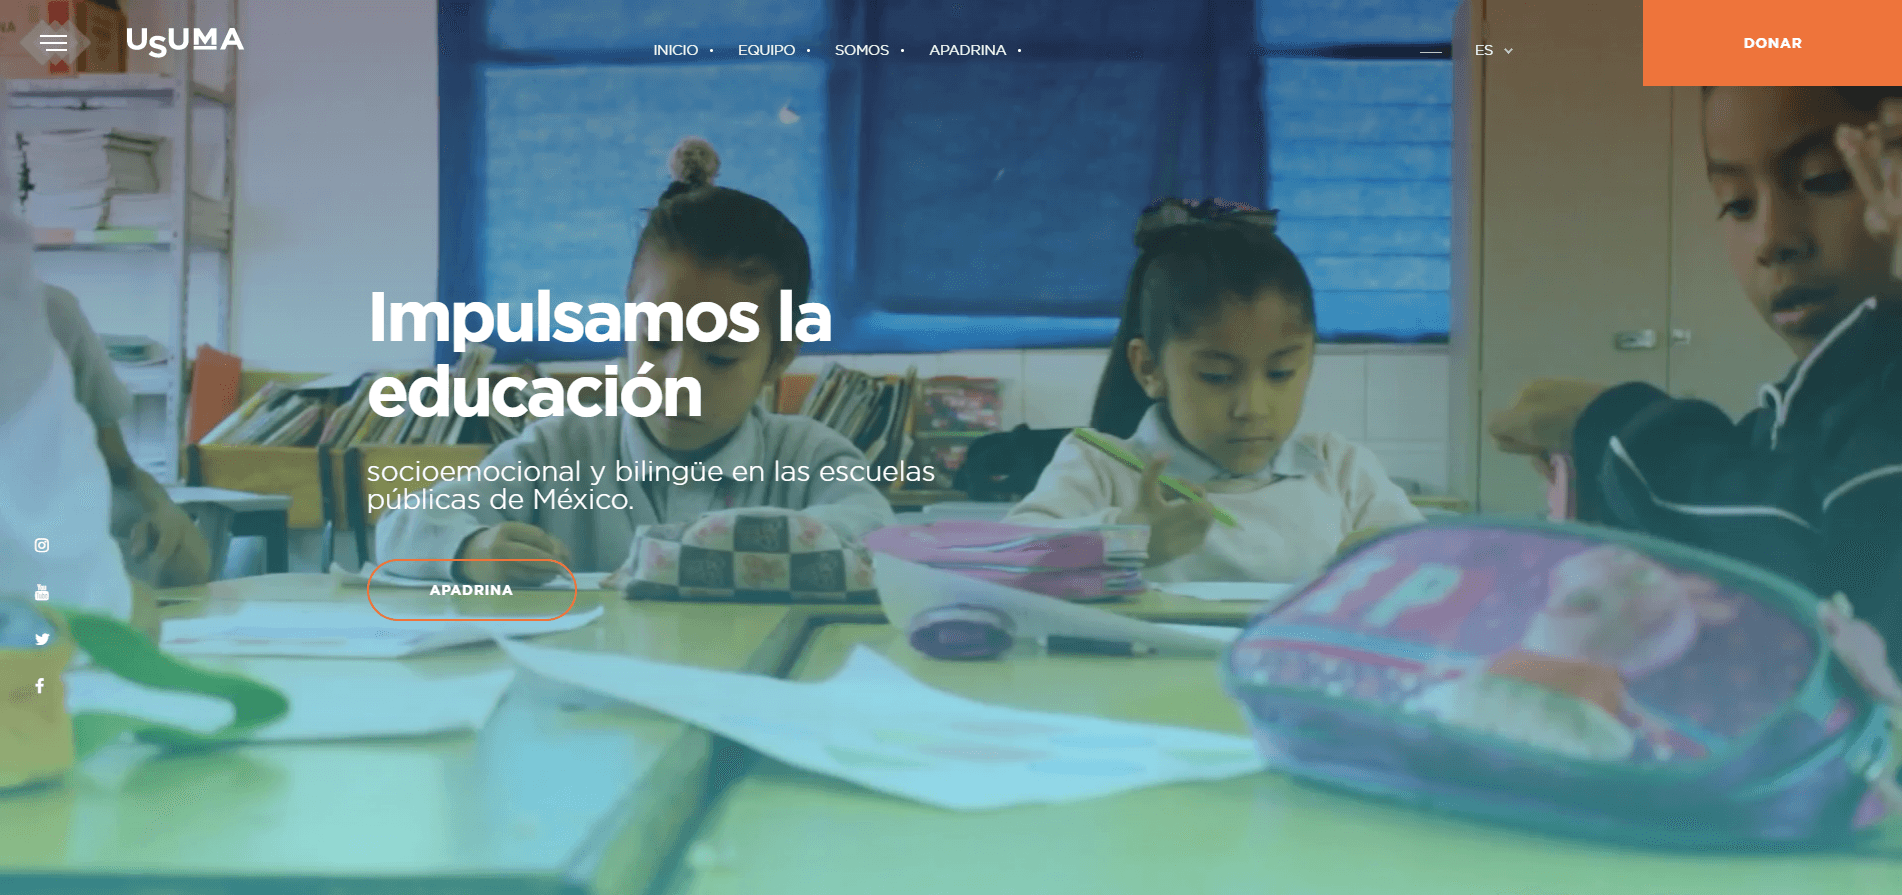 UsUMA
INICIO
EQUIPO
SOMOS
APADRINA
ES
DONAR
Impulsamos la
educación
socioemocional y bilingüe en las escuelas
públicas de México.
APADRINA